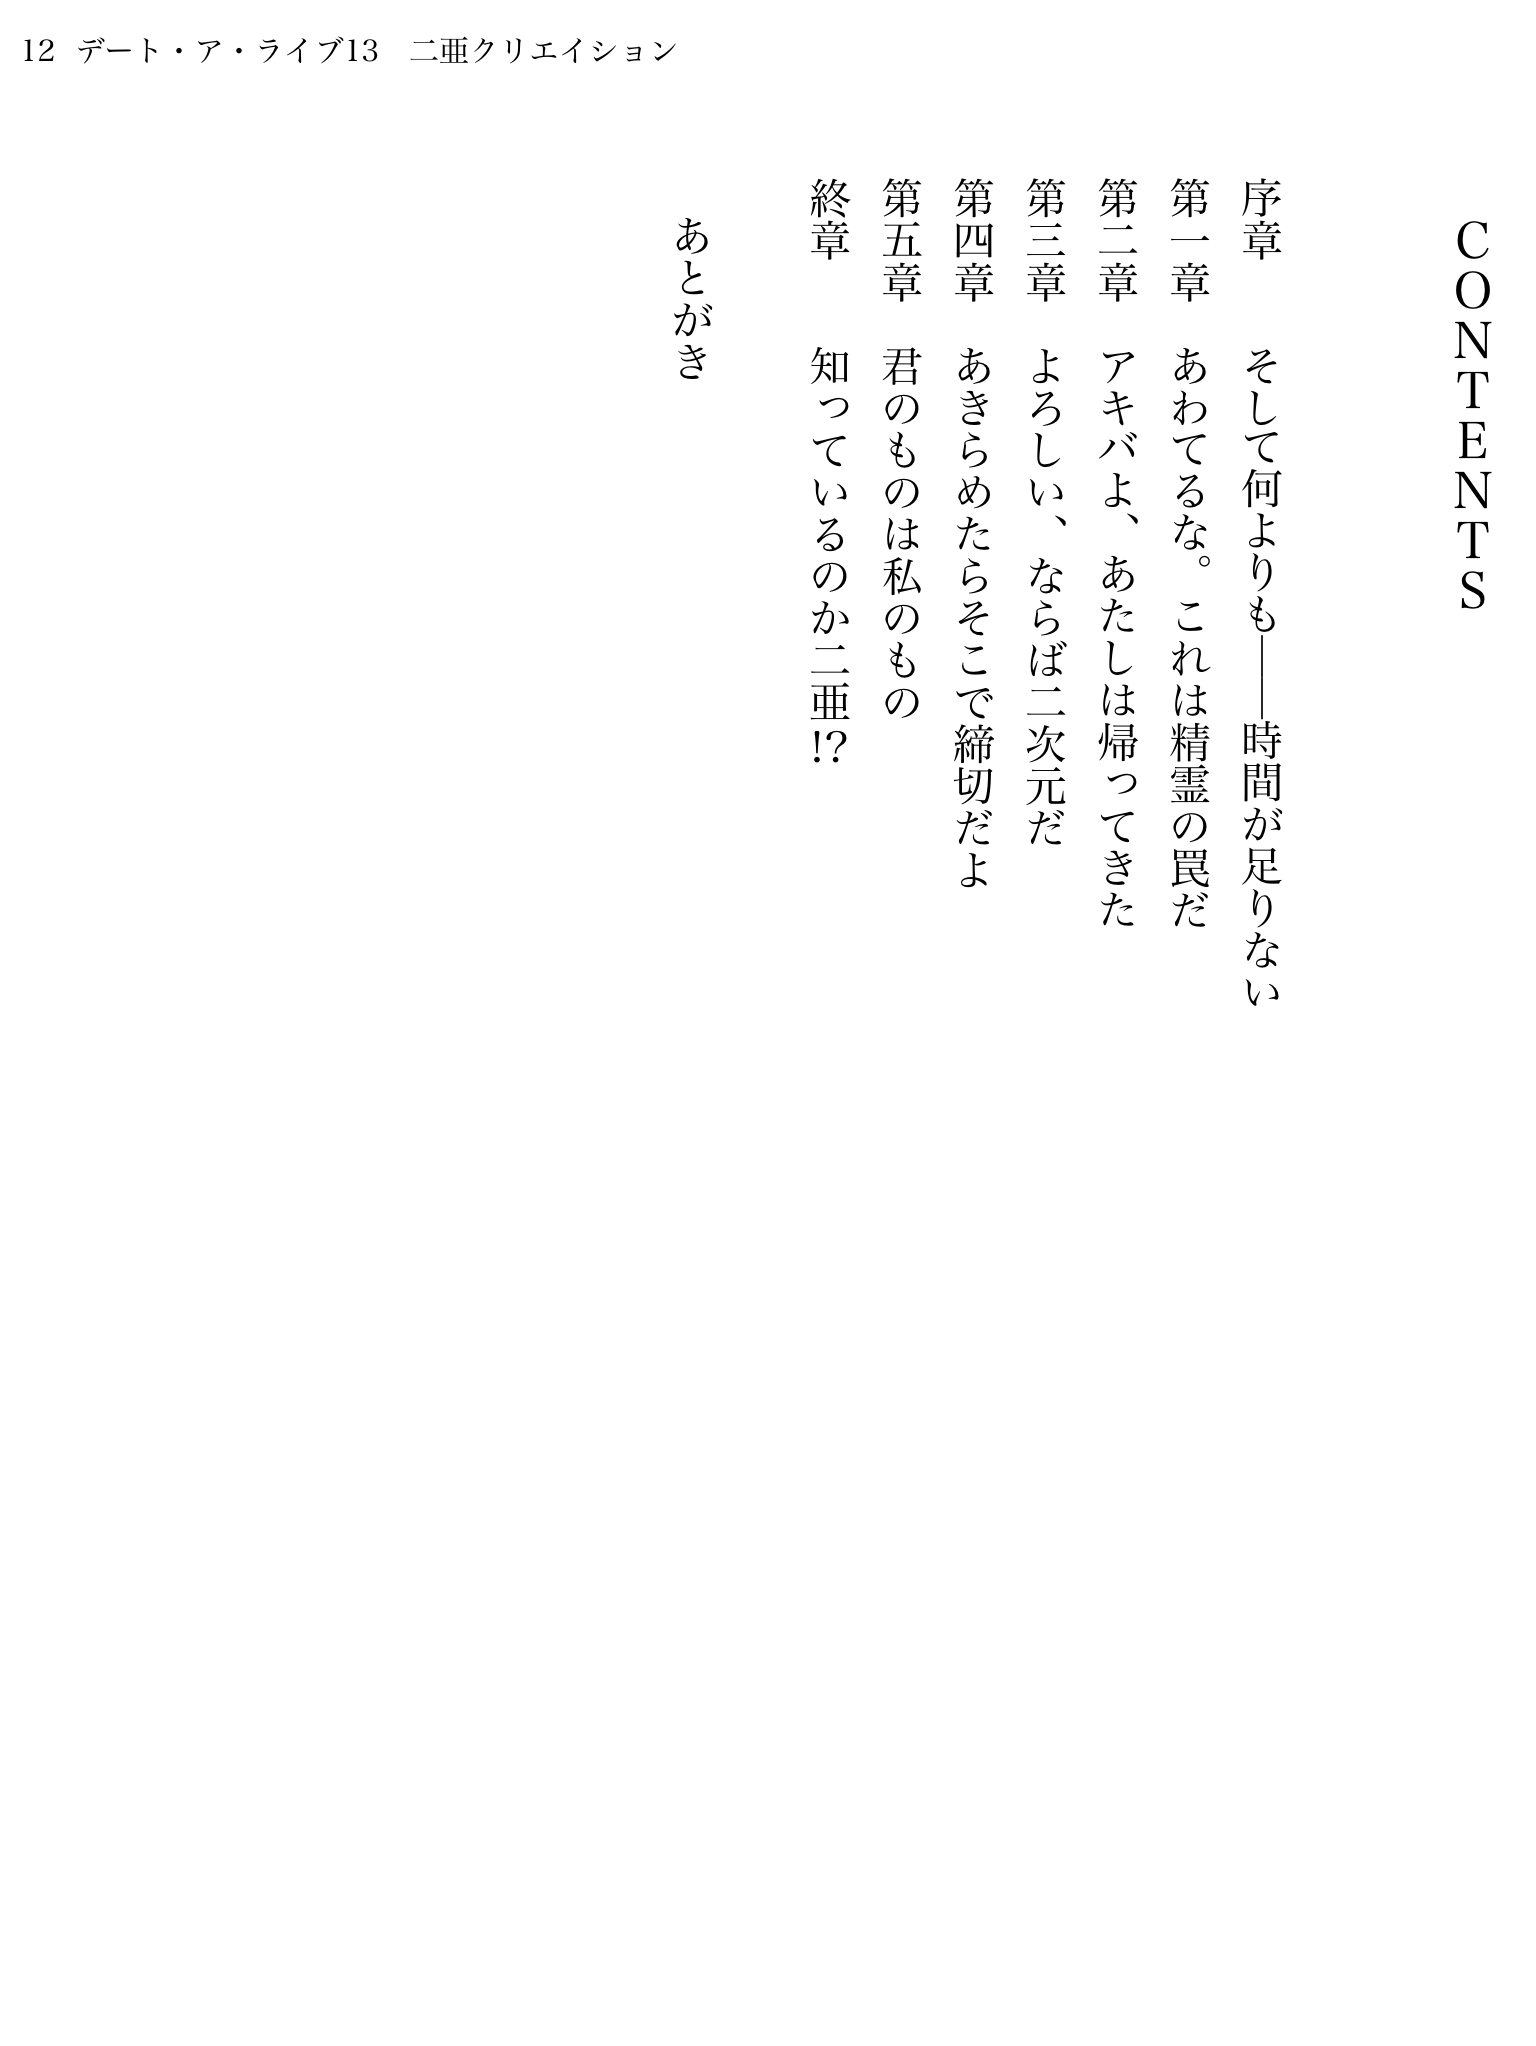 12 デート・ア・ライブ13　二亜クリエイション
CONTENTS
序章　　そして何よりも――時間が足りない
第一章　あわてるな。これは精霊の罠だ
第二章　アキバよ、あたしは帰ってきた
第三章　よろしい、ならば二次元だ
第四章　あきらめたらそこで締切だよ
第五章　君のものは私のもの
終章　　知っているのか二亜!?
あとがき